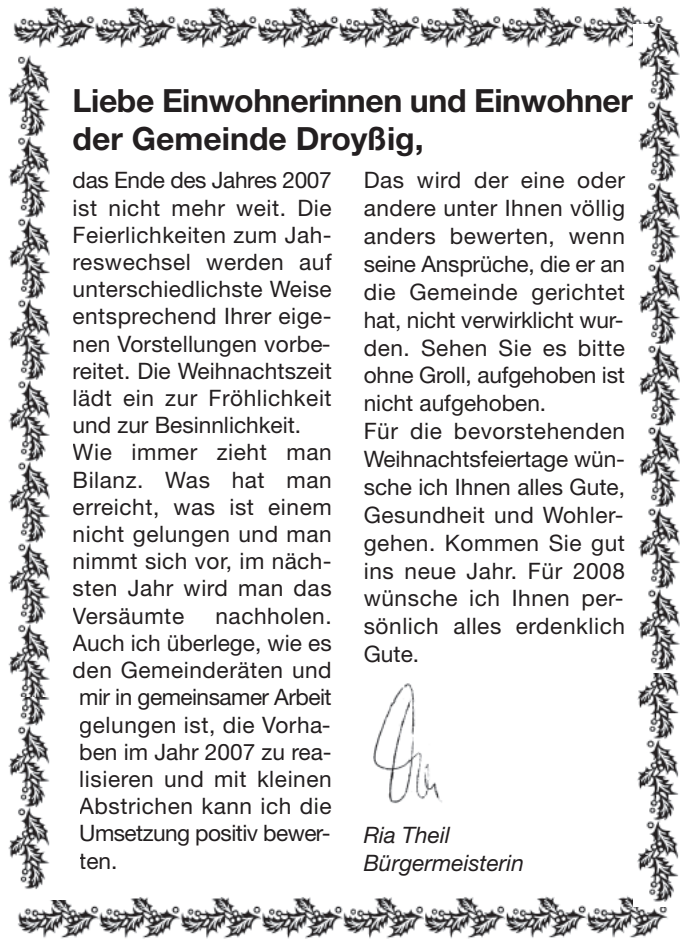 Liebe Einwohnerinnen und Einwohner
der Gemeinde Droyßig,
das Ende des Jahres 2007
ist nicht mehr weit. Die
Feierlichkeiten zum Jah-
reswechsel werden auf
unterschiedlichste Weise
entsprechend Ihrer eige-
nen Vorstellungen vorbe-
reitet. Die Weihnachtszeit
lädt ein zur Fröhlichkeit
und zur Besinnlichkeit.
Wie immer zieht man
Bilanz. Was hat man
erreicht, was ist einem
nicht gelungen und man
nimmt sich vor, im näch-
sten Jahr wird man das
Versäumte nachholen.
Auch ich überlege, wie es
den Gemeinderäten und
mir in gemeinsamer Arbeit
gelungen ist, die Vorha-
ben im Jahr 2007 zu rea-
lisieren und mit kleinen
Abstrichen kann ich die
Umsetzung positiv bewer-
ten.
Das wird der eine oder
andere unter Ihnen völlig
anders bewerten, wenn
seine Ansprüche, die er an
die Gemeinde gerichtet
hat, nicht verwirklicht wur-
den. Sehen Sie es bitte
ohne Groll, aufgehoben ist
nicht aufgehoben.
Für die bevorstehenden
Weihnachtsfeiertage wün-
sche ich Ihnen alles Gute,
Gesundheit und Wohler-
gehen. Kommen Sie gut
ins neue Jahr. Für 2008
wünsche ich Ihnen per-
sönlich alles erdenklich
Gute.
Ria Theil
Bürgermeisterin